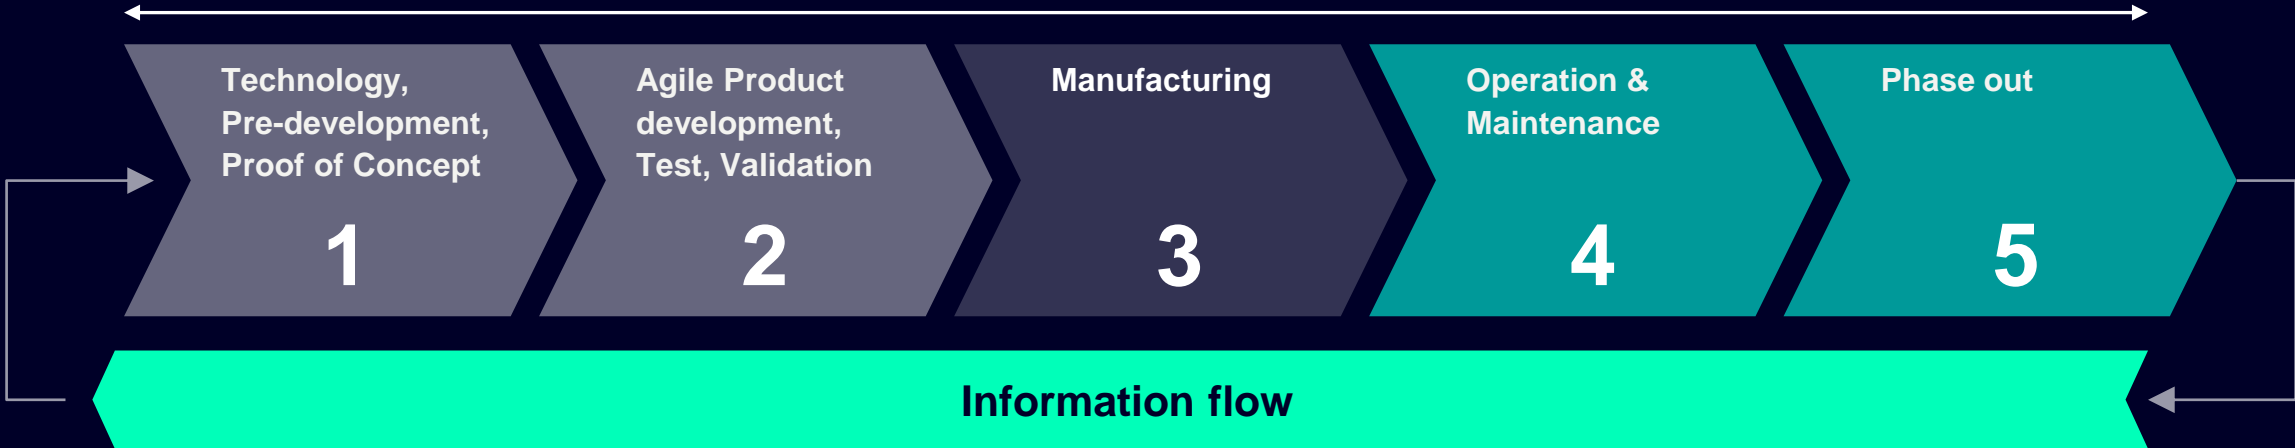 Technology,
Pre-development,
Proof of Concept
1
Agile Product
development,
Test, Validation
2
Manufacturing
3
Operation &
Maintenance
4
Phase out
5
Information flow